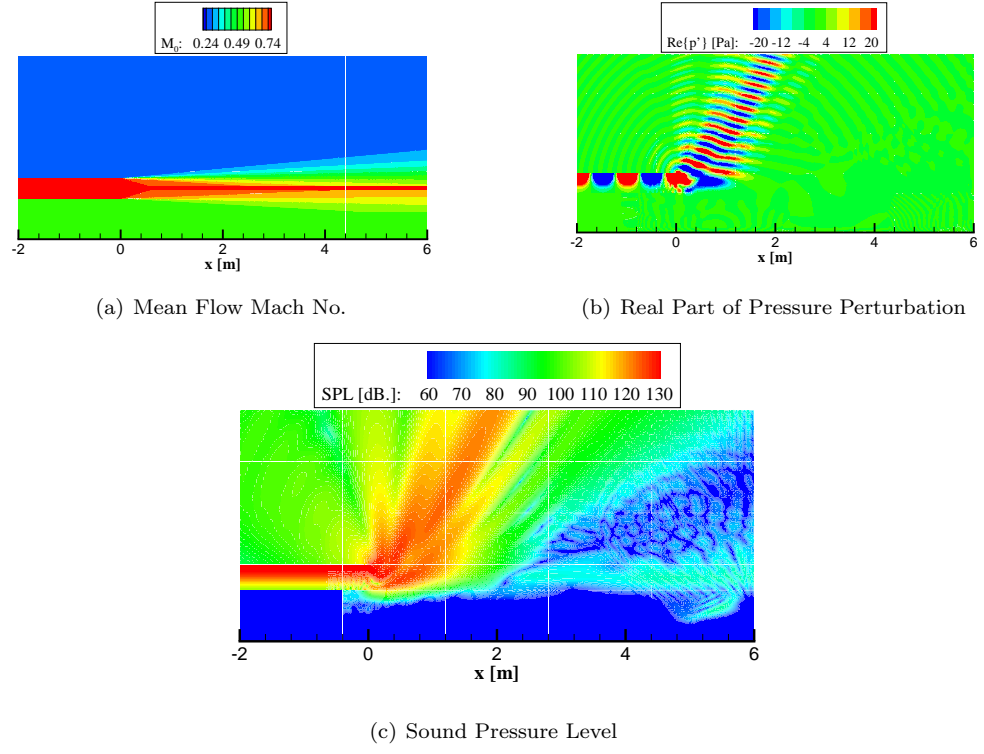 M₀: 0.24 0.49 0.74
-2 0 2 4 6
x [m]
(a) Mean Flow Mach No.
Re{p'} [Pa]: -20 -12 -4 4 12 20
-2 0 2 4 6
x [m]
(b) Real Part of Pressure Perturbation
SPL [dB.]: 60 70 80 90 100 110 120 130
-2 0 2 4 6
x [m]
(c) Sound Pressure Level